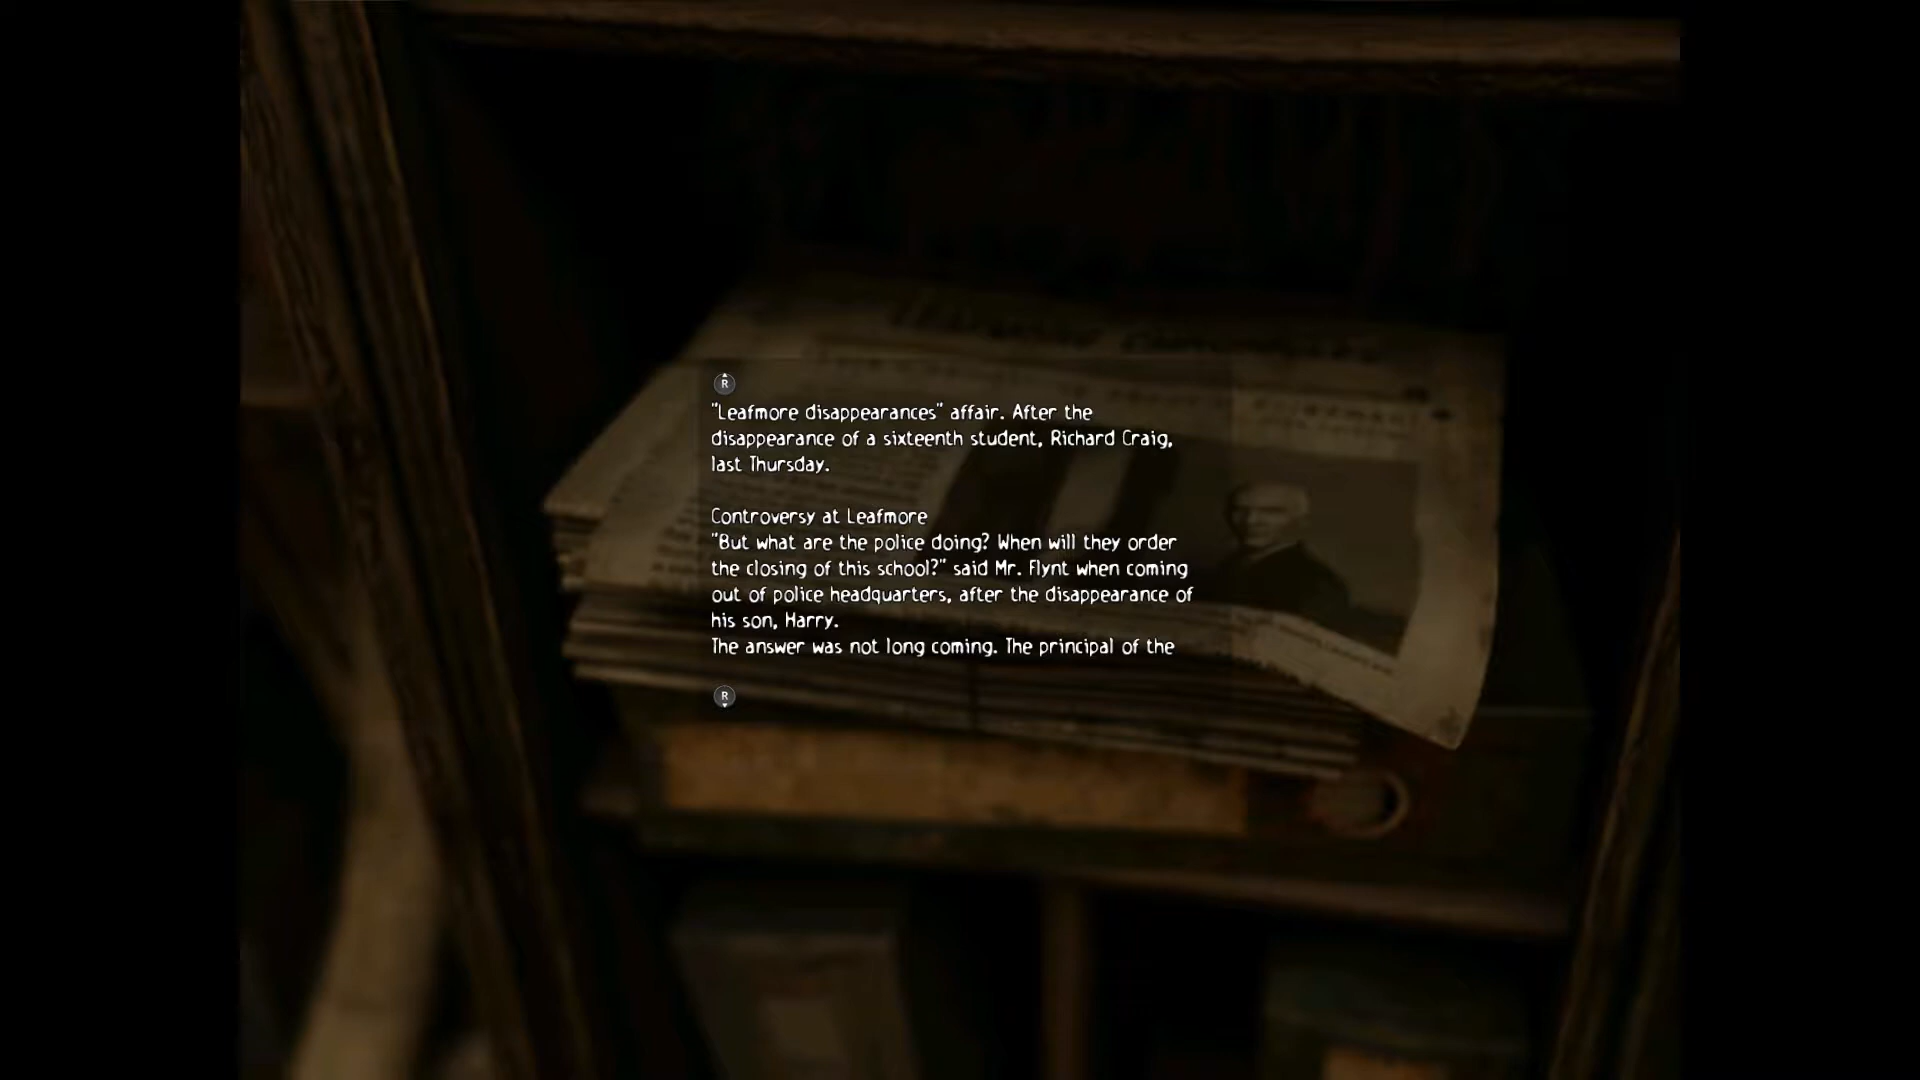 R
"Leafmore disappearances" affair. After the
disappearance of a sixteenth student, Richard Craig,
last Thursday.
Controversy at Leafmore
"But what are the police doing? When will they order
the closing of this school?" said Mr. Flynt when coming
out of police headquarters, after the disappearance of
his son, Harry.
The answer was not long coming. The principal of the
R